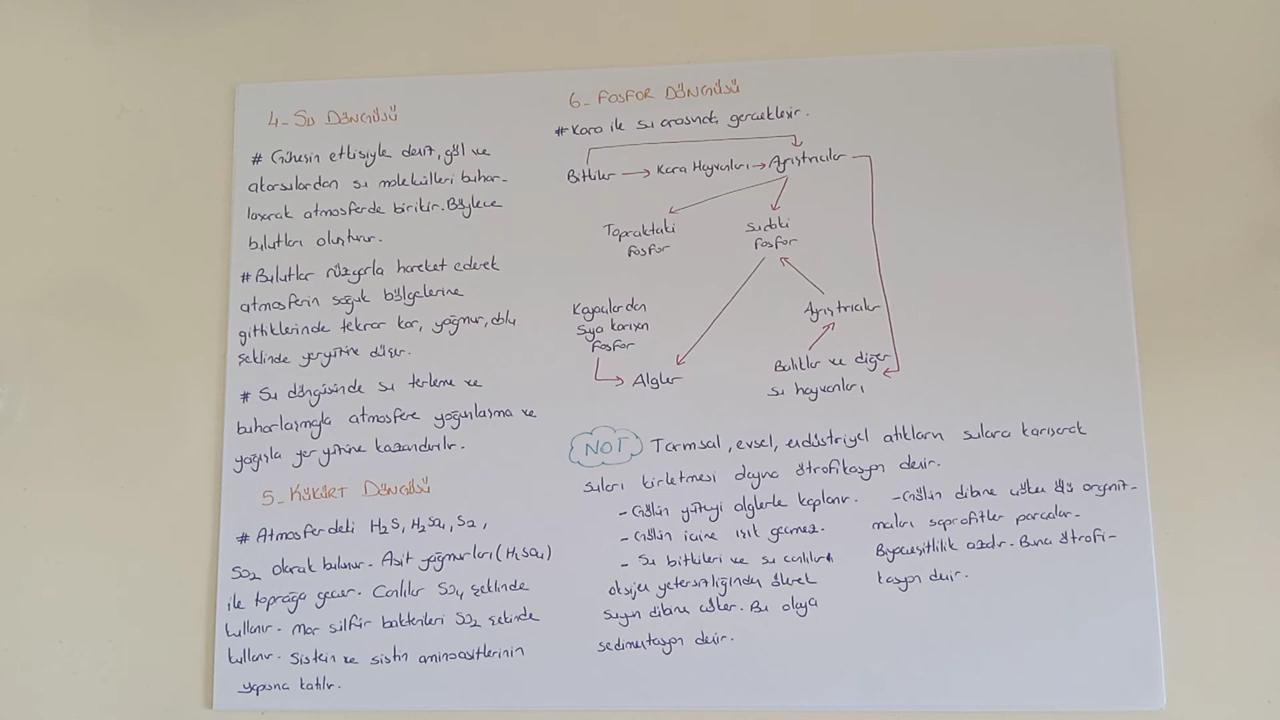 4- SU DÖNGÜSÜ
# Güneşin etkisiyle deniz, göl ve
akarsulardan su molekülleri buhar-
laşarak atmosferde birikir. Böylece
bulutları oluşturur.
# Bulutlar rüzgarla hareket ederek
atmosferin soğuk bölgelerine
gittiklerinde tekrar kar, yağmur, dolu
şeklinde yeryüzüne düşer.
# Su döngüsünde su terleme ve
buharlaşmayla atmosfere yoğunlaşma ve
yağışla yer yüzüne kazandırılır.
5- KÜKÜRT DÖNGÜSÜ
# Atmosferdeki H2S, H2SO4, S2,
SO2 olarak bulunur. Asit yağmurları (H2SO4)
ile toprağa geçer. Canlılar SO4 şeklinde
kullanır. Mor sülfür bakterileri SO2 şeklinde
kullanır. Sistein ve sistin aminoasitlerinin
yapısına katılır.
6- FOSFOR DÖNGÜSÜ
# Kara ile su arasında gerçekleşir.
Bitkiler → Kara Hayvanları → Ayrıştırıcılar
Topraktaki
fosfor
Sudaki
fosfor
Kayaçlardan
Suya karışan
fosfor
Algler
Ayrıştırıcılar
Balıklar ve diğer
su hayvanları
NOT Tarımsal, evsel, endüstriyel atıkların sulara karışarak
suları kirletmesi olayına ötrofikasyon denir.
- Gölün yüzeyi alglerle kaplanır.
- Gölün içine ışık geçmez.
- Su bitkileri ve su canlıları
oksijen yetersizliğinden ölerek
suyun dibine çöker. Bu olaya
sedimentasyon denir.
- Gölün dibine çöken ölü organiz-
maları saprofitler parçalar.
Biyoçeşitlilik azalır. Buna ötrofi-
kasyon denir.